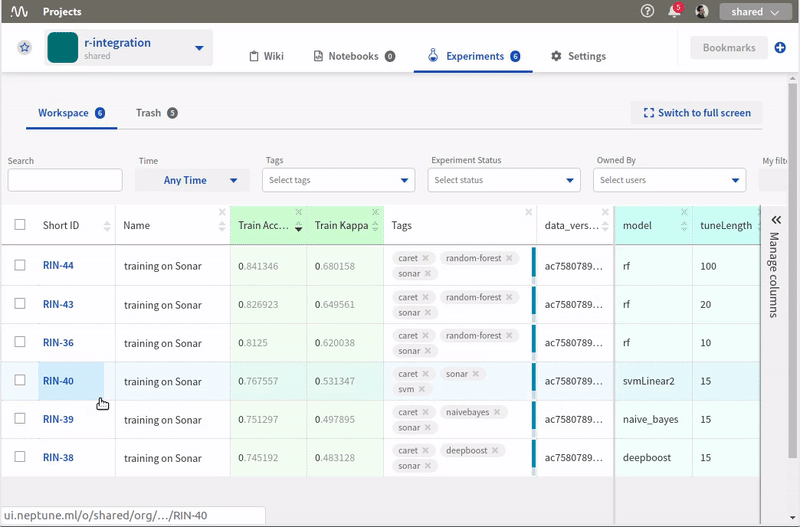 Projects
5
shared
r-integration
shared
Wiki
Notebooks 0
Experiments 6
Settings
Bookmarks
Workspace 6
Trash 5
Switch to full screen
Search
Time
Tags
Experiment Status
Owned By
My filt
Any Time
Select tags
Select status
Select users
Short ID Name Train Acc... Train Kappa Tags data_vers... model tuneLength
RIN-44 training on Sonar 0.841346 0.680158 caret random-forest ac7580789... rf 100
sonar
RIN-43 training on Sonar 0.826923 0.649561 caret random-forest ac7580789... rf 20
sonar
RIN-36 training on Sonar 0.8125 0.620038 caret random-forest ac7580789... rf 10
sonar
RIN-40 training on Sonar 0.767557 0.531347 caret sonar ac7580789... svmLinear2 15
svm
RIN-39 training on Sonar 0.751297 0.497895 caret naivebayes ac7580789... naive_bayes 15
sonar
RIN-38 training on Sonar 0.745192 0.483128 caret deepboost ac7580789... deepboost 15
sonar
Manage columns
ui.neptune.ml/o/shared/org/.../RIN-40